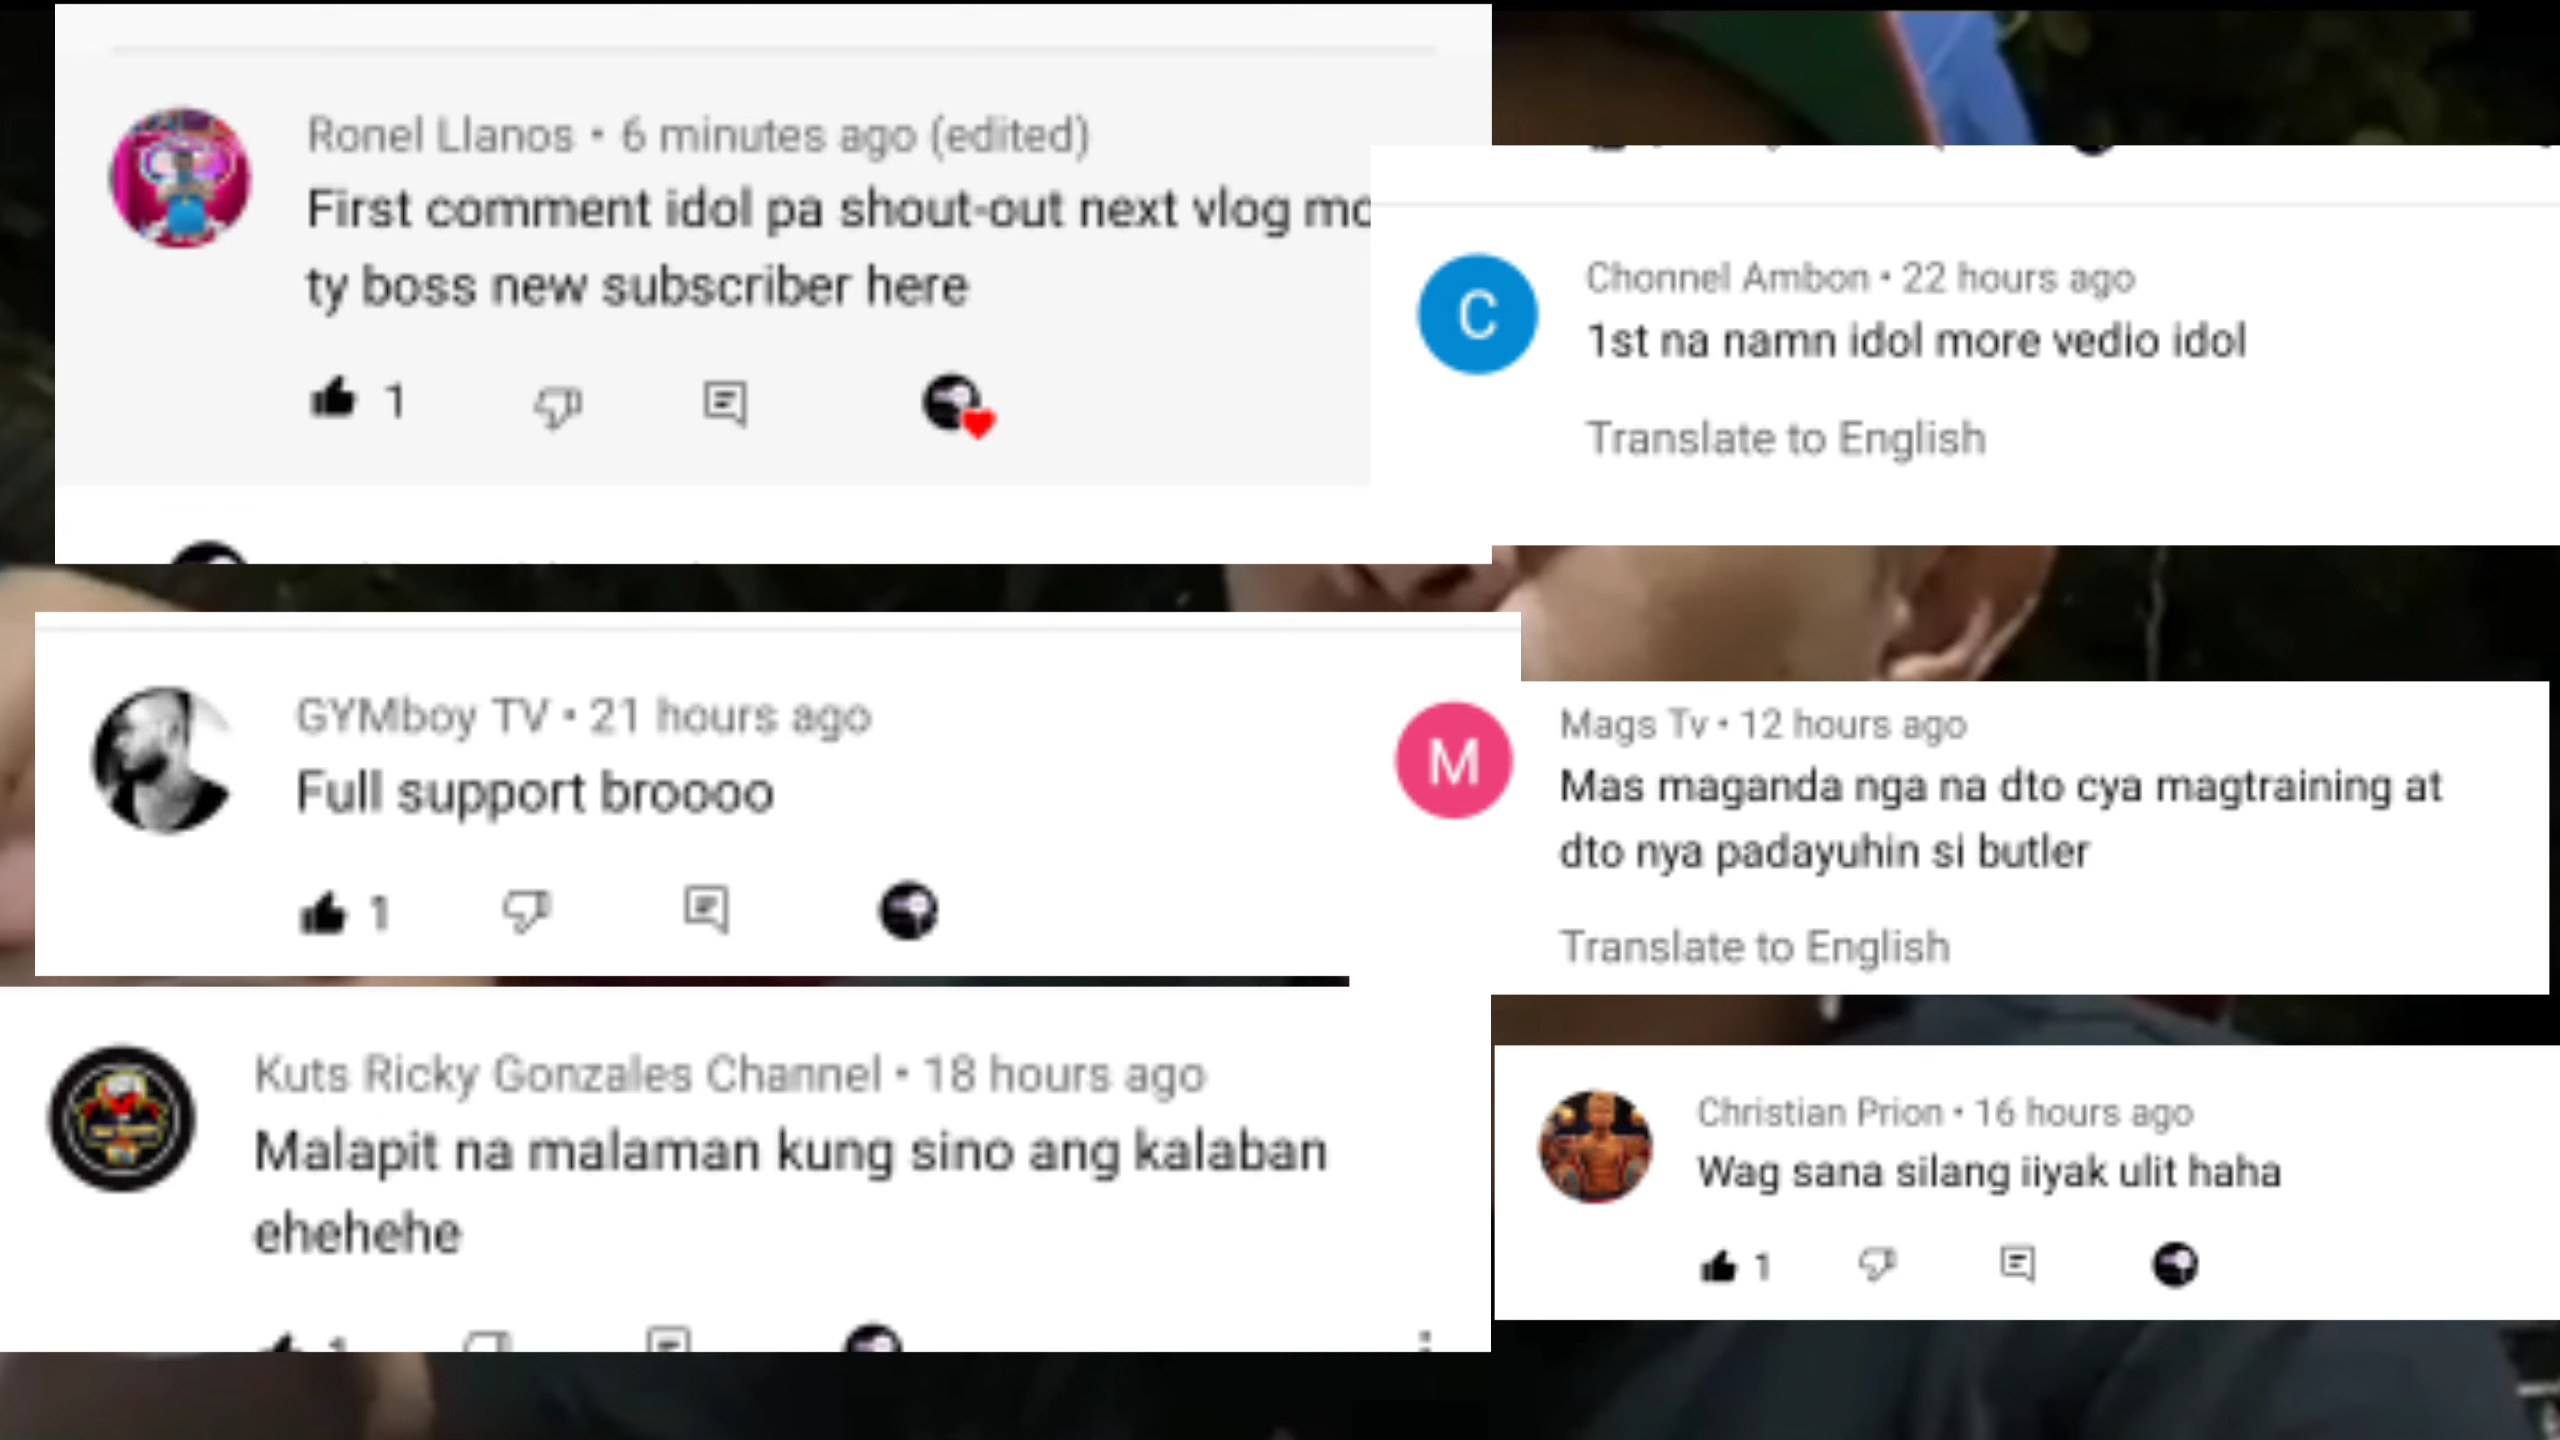 Ronel Llanos • 6 minutes ago (edited)
First comment idol pa shout-out next vlog
ty boss new subscriber here
1
C
Chonnel Ambon • 22 hours ago
1st na namn idol more vedio idol
Translate to English
GYMboy TV • 21 hours ago
Full support broooo
1
M
Mags Tv • 12 hours ago
Mas maganda nga na dto cya magtraining at
dto nya padayuhin si butler
Translate to English
Kuts Ricky Gonzales Channel • 18 hours ago
Malapit na malaman kung sino ang kalaban
ehehehe
Christian Prion • 16 hours ago
Wag sana silang iiyak ulit haha
1